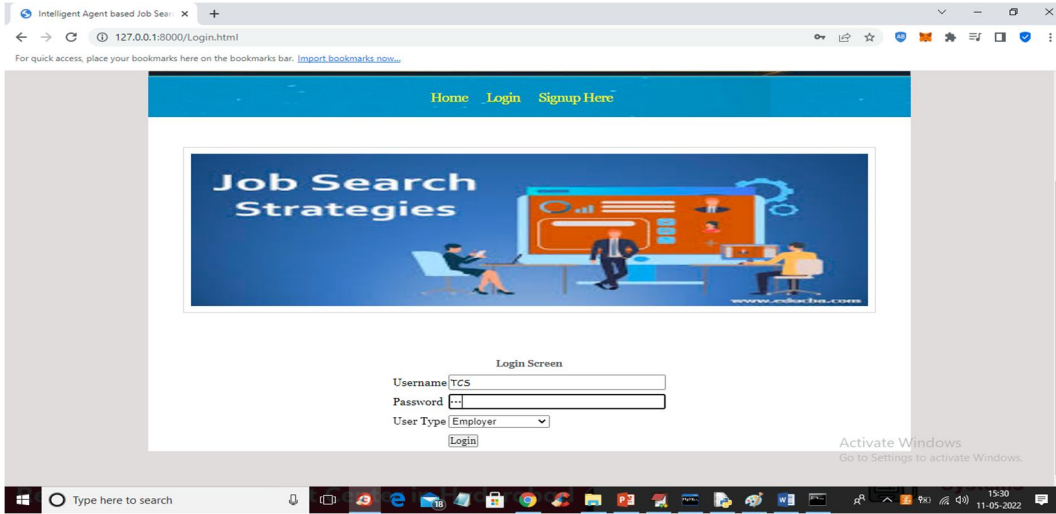 Intelligent Agent based Job Sear
127.0.0.1:8000/Login.html
For quick access, place your bookmarks here on the bookmarks bar. Import bookmarks now...
Home Login Signup Here
Job Search
Strategies
www.educba.com
Login Screen
Username TCS
Password ...
User Type Employer
Login
Activate Windows
Go to Settings to activate Windows.
Type here to search
18
15:30
11-05-2022